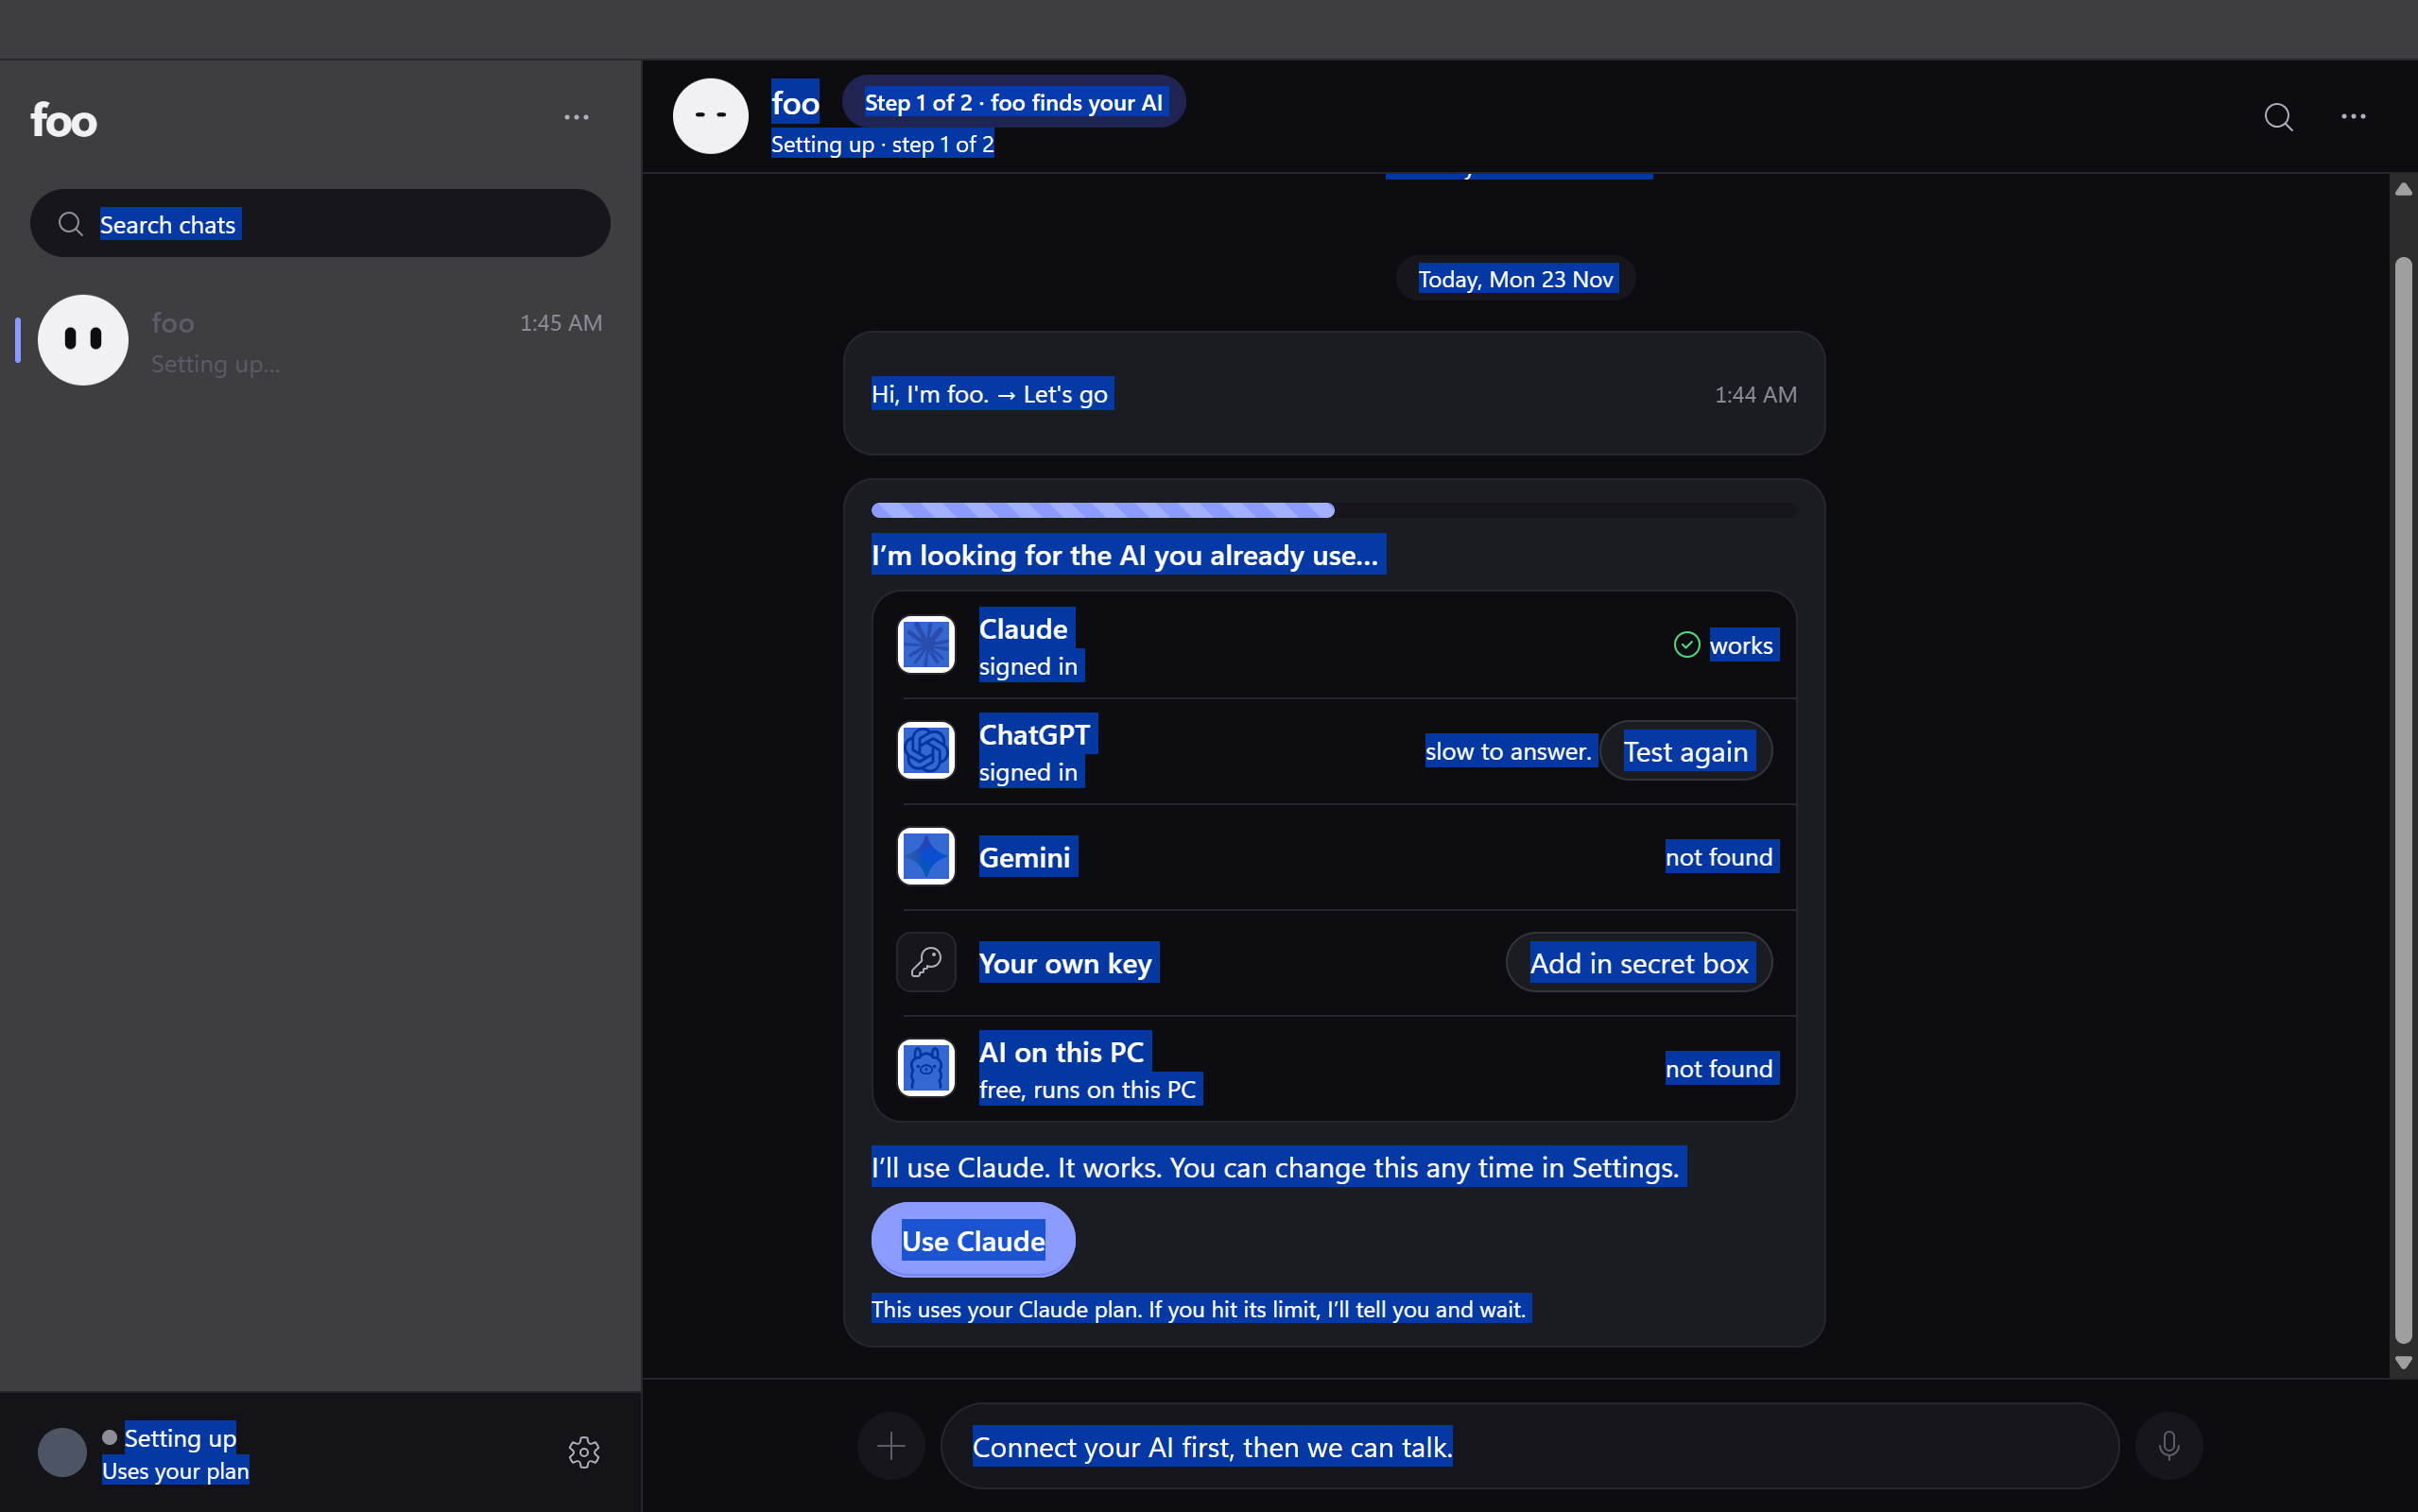 foo
Search chats
foo
1:45 AM
Setting up...
Setting up
Uses your plan
foo
Step 1 of 2 · foo finds your AI
Setting up · step 1 of 2
Today, Mon 23 Nov
Hi, I'm foo. → Let's go
1:44 AM
I’m looking for the AI you already use...
Claude
signed in
works
ChatGPT
signed in
slow to answer.
Test again
Gemini
not found
Your own key
Add in secret box
AI on this PC
free, runs on this PC
not found
I’ll use Claude. It works. You can change this any time in Settings.
Use Claude
This uses your Claude plan. If you hit its limit, I’ll tell you and wait.
Connect your AI first, then we can talk.